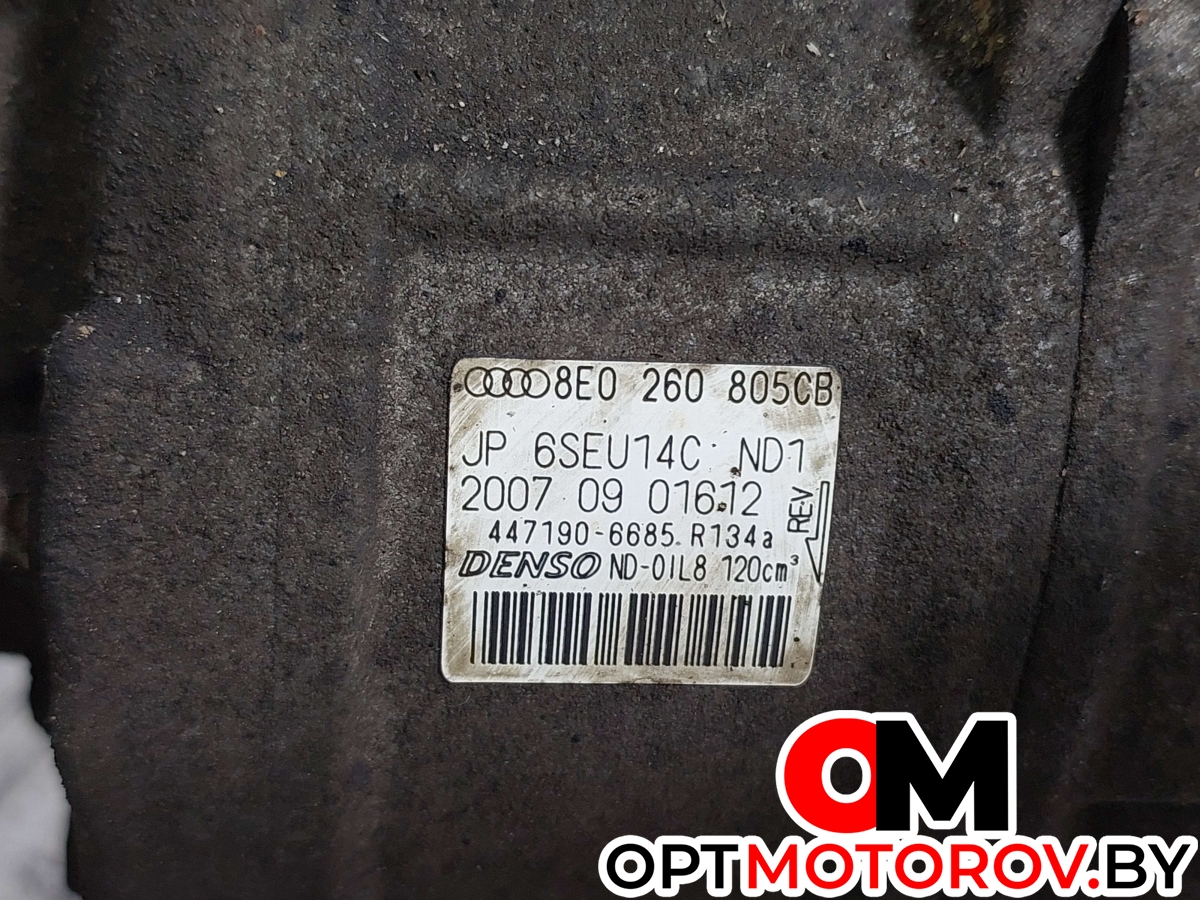 8E0 260 805CB
JP 6SEU14C ND1
2007 09 01612
REV
447190-6685 R134a
DENSO ND-OIL8 120cm³
OM
OPTMOTOROV.BY